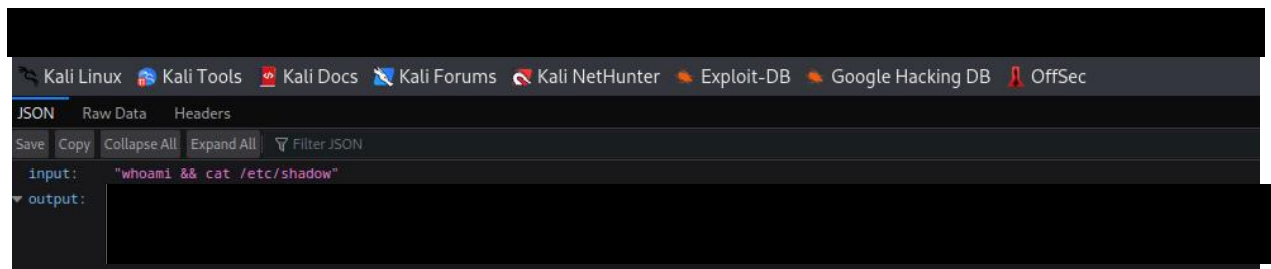 Kali Linux Kali Tools Kali Docs Kali Forums Kali NetHunter Exploit-DB Google Hacking DB OffSec
JSON Raw Data Headers
Save Copy Collapse All Expand All Filter JSON
input: "whoami && cat /etc/shadow"
output: